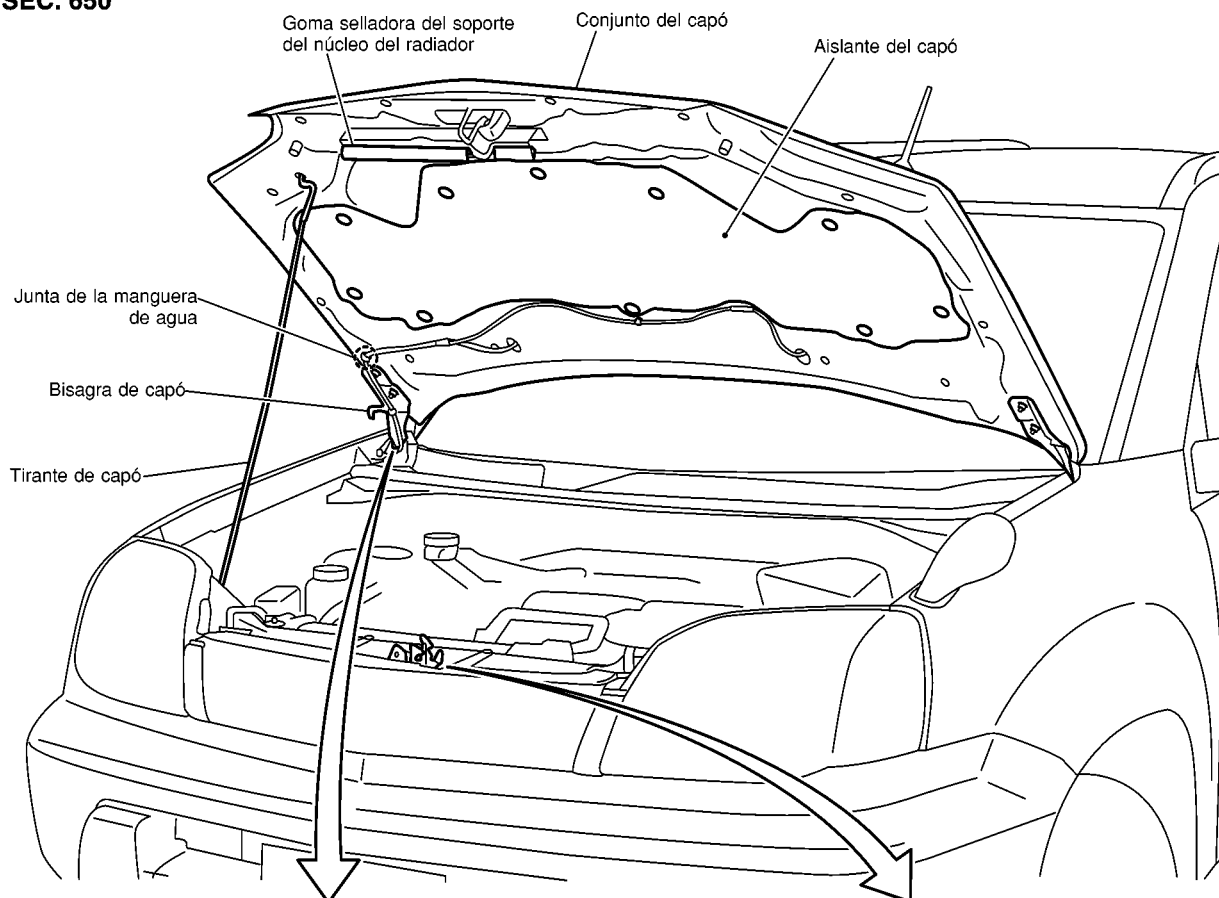 SEC. 650
Goma selladora del soporte
del núcleo del radiador
Conjunto del capó
Aislante del capó
Junta de la manguera
de agua
Bisagra de capó
Tirante de capó